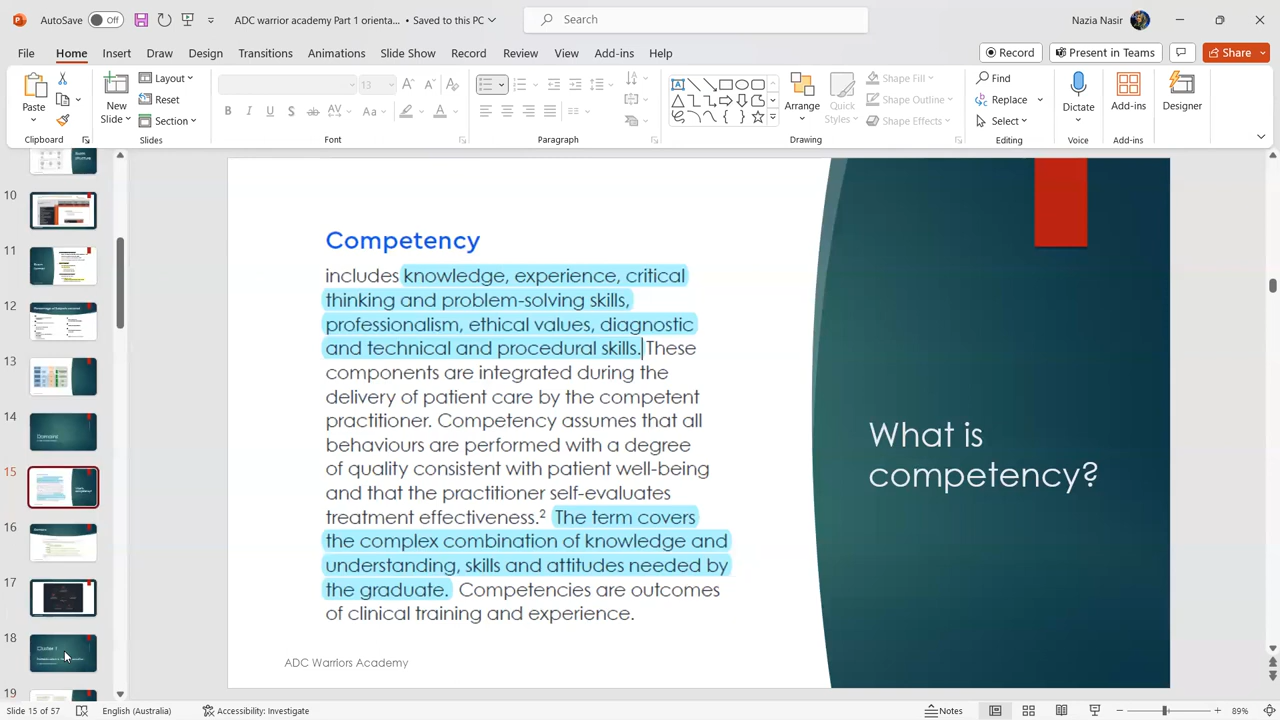 AutoSave Off ADC warrior academy Part 1 orienta... • Saved to this PC Search Nazia Nasir
File Home Insert Draw Design Transitions Animations Slide Show Record Review View Add-ins Help Record Present in Teams Share
Paste New Slide Layout Reset Section 13 Arrange Quick Styles Shape Fill Shape Outline Shape Effects Find Replace Select Dictate Add-ins Designer
Clipboard Slides Font Paragraph Drawing Editing Voice Add-ins
10
11
12
13
14
Domains
15
16
17
18
Cluster 1
19
Competency
includes knowledge, experience, critical
thinking and problem-solving skills,
professionalism, ethical values, diagnostic
and technical and procedural skills. These
components are integrated during the
delivery of patient care by the competent
practitioner. Competency assumes that all
behaviours are performed with a degree
of quality consistent with patient well-being
and that the practitioner self-evaluates
treatment effectiveness.² The term covers
the complex combination of knowledge and
understanding, skills and attitudes needed by
the graduate. Competencies are outcomes
of clinical training and experience.
What is
competency?
ADC Warriors Academy
Slide 15 of 57 English (Australia) Accessibility: Investigate Notes 89%